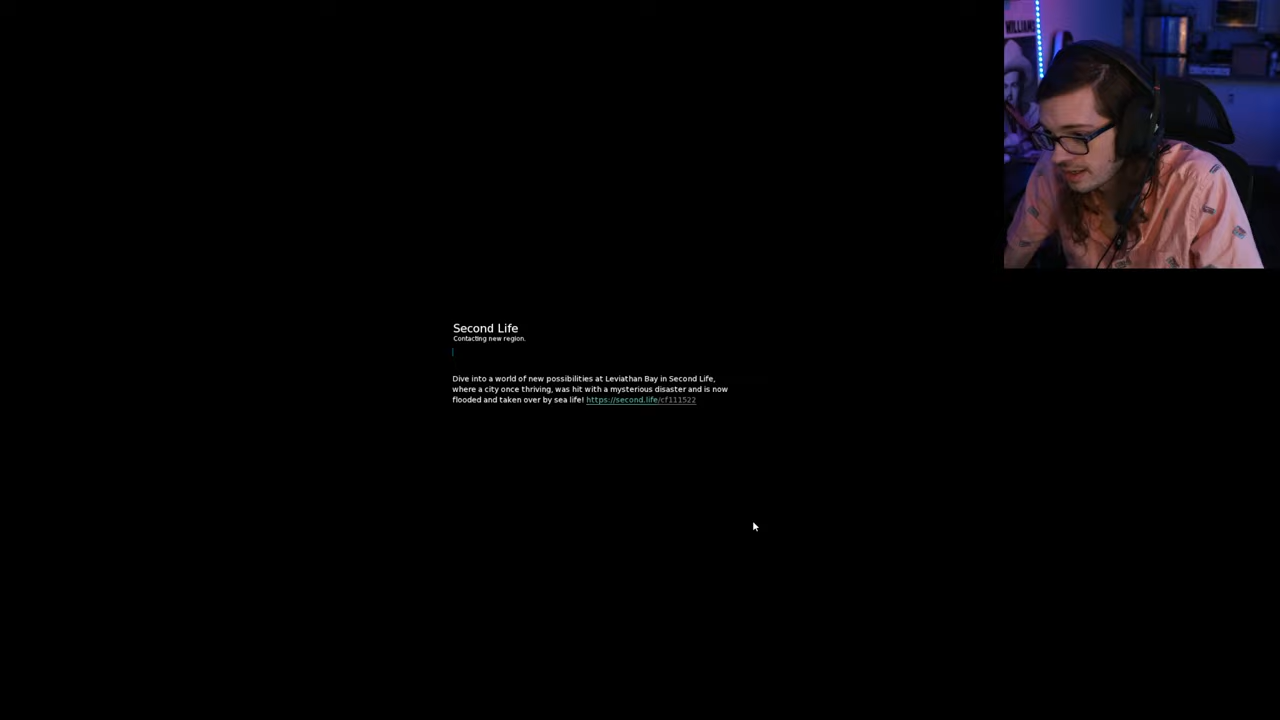 WILLIAMS
Second Life
Contacting new region.
Dive into a world of new possibilities at Leviathan Bay in Second Life,
where a city once thriving, was hit with a mysterious disaster and is now
flooded and taken over by sea life! https://second.life/cf111522